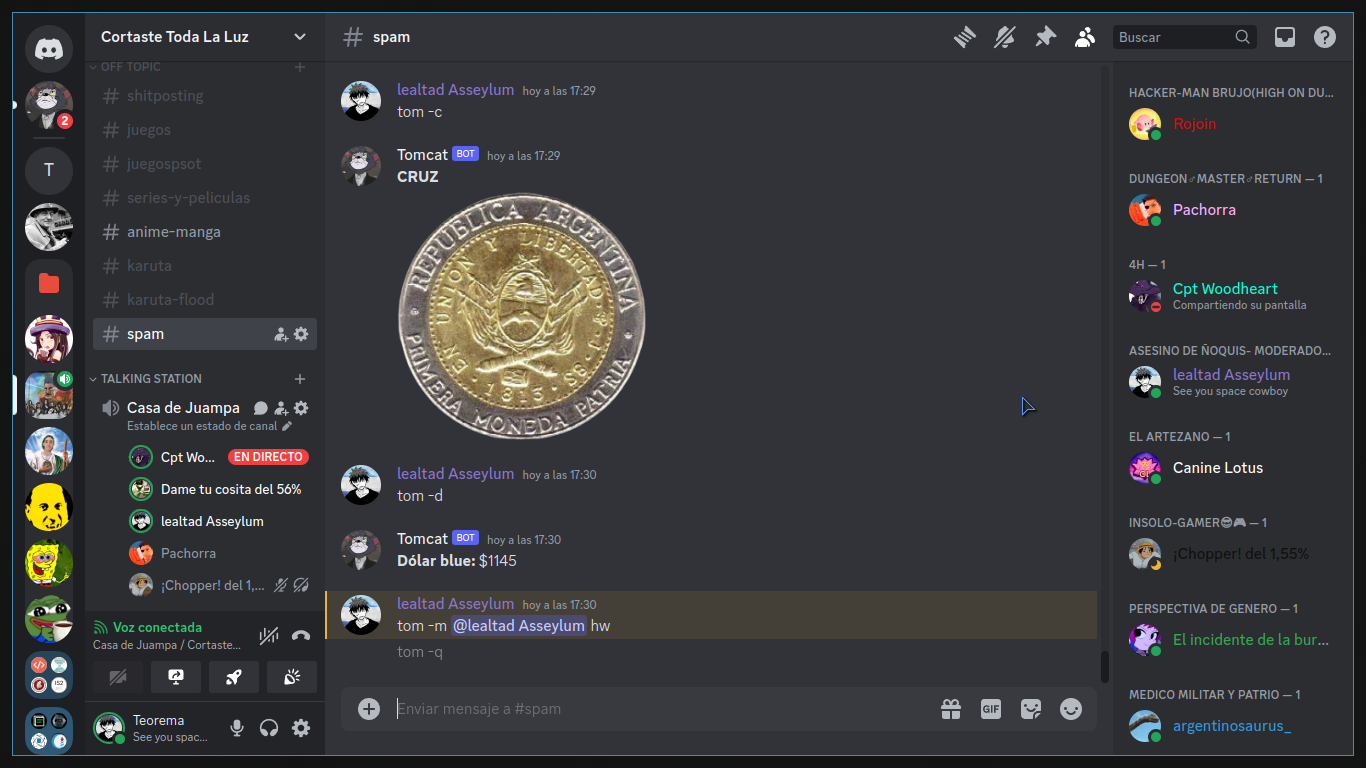 Cortaste Toda La Luz
OFF TOPIC
shitposting
juegos
juegospsot
series-y-peliculas
anime-manga
karuta
karuta-flood
spam
TALKING STATION
Casa de Juampa
Establece un estado de canal
Cpt Wo... EN DIRECTO
Dame tu cosita del 56%
lealtad Asseylum
Pachorra
¡Chopper! del 1,...
Voz conectada
Casa de Juampa / Cortaste...
Teorema
See you spac...
2
T
# spam
Buscar
lealtad Asseylum hoy a las 17:29
tom -c
Tomcat BOT hoy a las 17:29
CRUZ
REPUBLICA ARGENTINA
EN UNION Y LIBERTAD
1813
8S
PRIMERA MONEDA PATRIA
lealtad Asseylum hoy a las 17:30
tom -d
Tomcat BOT hoy a las 17:30
Dólar blue: $1145
lealtad Asseylum hoy a las 17:30
tom -m @lealtad Asseylum hw
tom -q
Enviar mensaje a #spam
GIF
HACKER-MAN BRUJO(HIGH ON DU...
Rojoin
DUNGEON♂MASTER♂RETURN — 1
Pachorra
4H — 1
Cpt Woodheart
Compartiendo su pantalla
ASESINO DE ÑOQUIS- MODERADO...
lealtad Asseylum
See you space cowboy
EL ARTEZANO — 1
Canine Lotus
INSOLO-GAMER😎🎮 — 1
¡Chopper! del 1,55%
PERSPECTIVA DE GENERO — 1
El incidente de la bur...
MEDICO MILITAR Y PATRIO — 1
argentinosaurus_